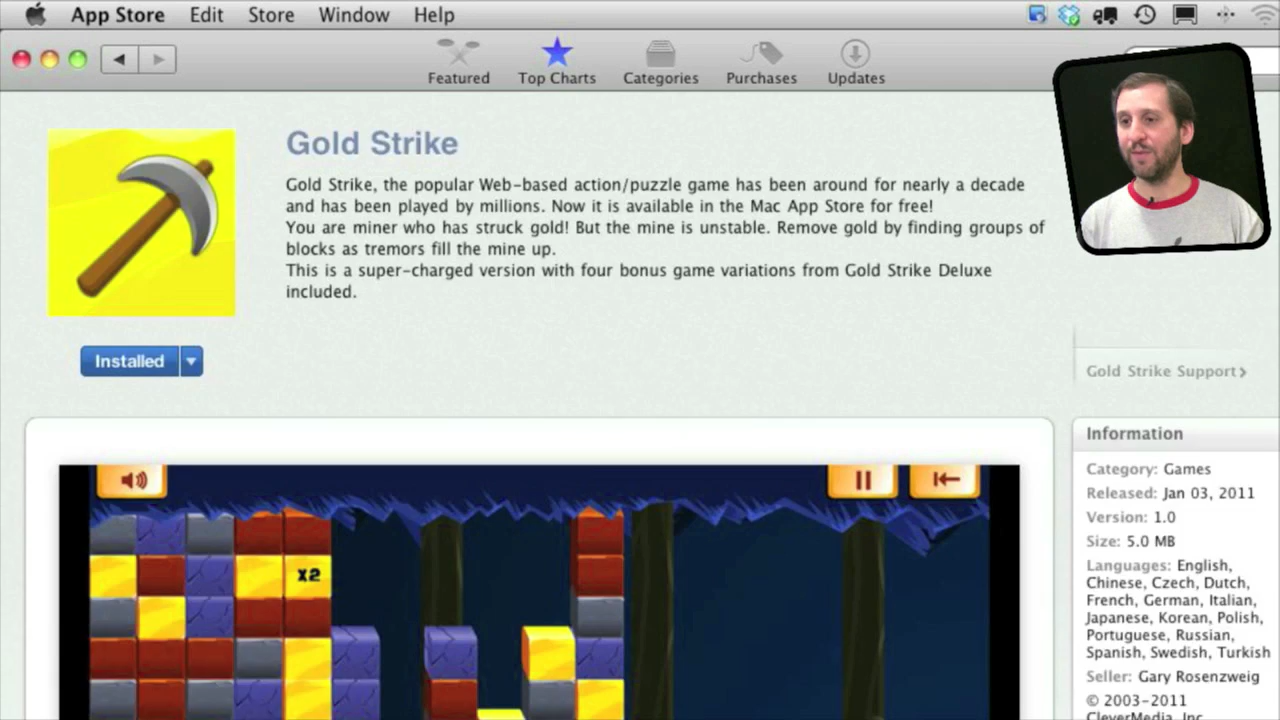 App Store Edit Store Window Help
Featured Top Charts Categories Purchases Updates
Gold Strike
Gold Strike, the popular Web-based action/puzzle game has been around for nearly a decade
and has been played by millions. Now it is available in the Mac App Store for free!
You are miner who has struck gold! But the mine is unstable. Remove gold by finding groups of
blocks as tremors fill the mine up.
This is a super-charged version with four bonus game variations from Gold Strike Deluxe
included.
Installed
Gold Strike Support
Information
Category: Games
Released: Jan 03, 2011
Version: 1.0
Size: 5.0 MB
Languages: English,
Chinese, Czech, Dutch,
French, German, Italian,
Japanese, Korean, Polish,
Portuguese, Russian,
Spanish, Swedish, Turkish
Seller: Gary Rosenzweig
© 2003-2011
CleverMedia, Inc.
x2